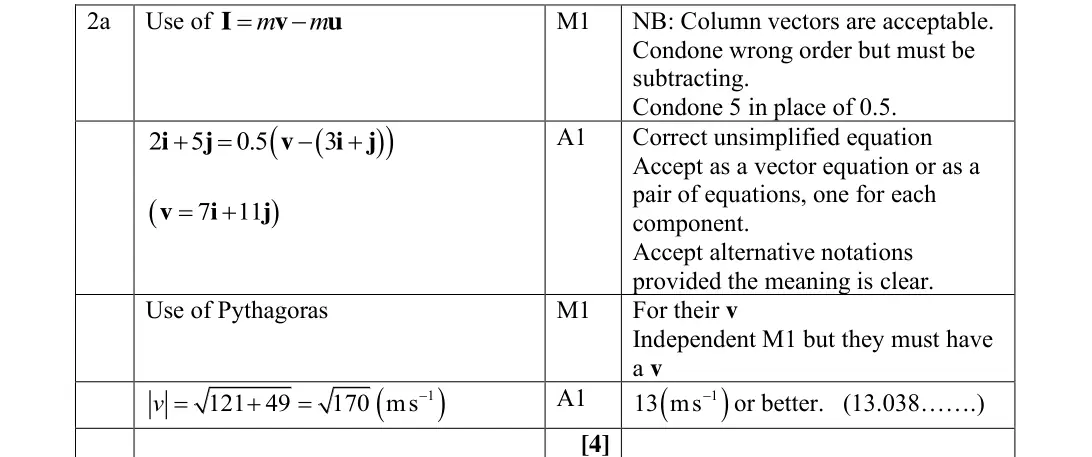 2a Use of I = mv − mu M1 NB: Column vectors are acceptable.
Condone wrong order but must be
subtracting.
Condone 5 in place of 0.5.
2i + 5j = 0.5(v − (3i + j)) A1 Correct unsimplified equation
Accept as a vector equation or as a
pair of equations, one for each
(v = 7i + 11j) component.
Accept alternative notations
provided the meaning is clear.
Use of Pythagoras M1 For their v
Independent M1 but they must have
a v
|v| = √121 + 49 = √170 (m s⁻¹) A1 13(m s⁻¹) or better. (13.038…….)
[4]